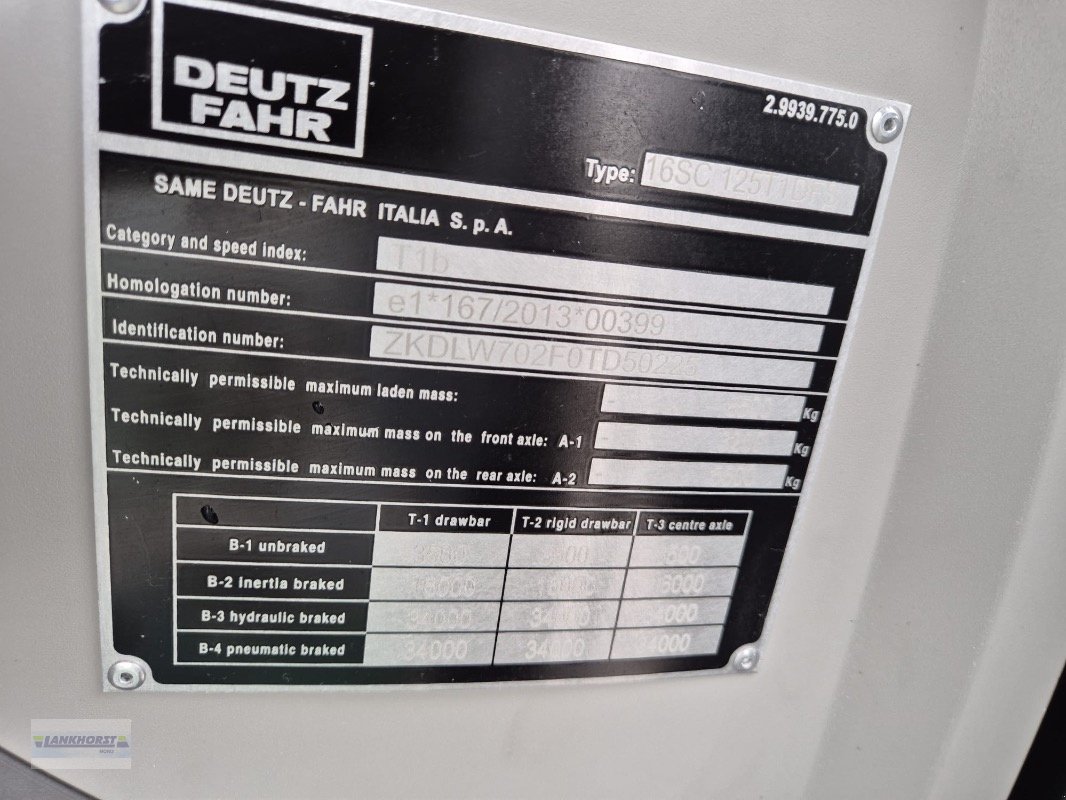 DEUTZ
FAHR
2.9939.775.0
Type: 16SC
SAME DEUTZ - FAHR ITALIA S. p. A.
Category and speed index: T1b
Homologation number: e1*167/2013*00399
Identification number: ZKDLW702F0TD50225
Technically permissible maximum laden mass: Kg
Technically permissible maximum mass on the front axle: A-1 Kg
Technically permissible maximum mass on the rear axle: A-2 Kg
T-1 drawbar T-2 rigid drawbar T-3 centre axle
B-1 unbraked
B-2 inertia braked
B-3 hydraulic braked
B-4 pneumatic braked 34000 34000 34000
LANKHORST